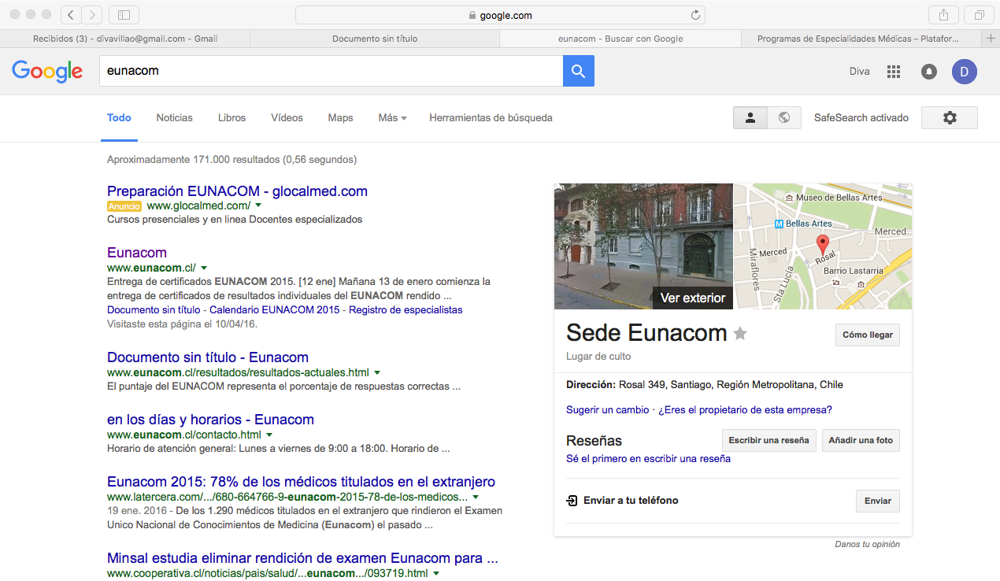 google.com
Recibidos (3) - divavillao@gmail.com - Gmail
Documento sin título
eunacom - Buscar con Google
Programas de Especialidades Médicas – Platafor...
Google
eunacom
Diva
D
Todo
Noticias
Libros
Vídeos
Maps
Más
Herramientas de búsqueda
SafeSearch activado
Aproximadamente 171.000 resultados (0,56 segundos)
Preparación EUNACOM - glocalmed.com
Anuncio www.glocalmed.com/
Cursos presenciales y en linea Docentes especializados
Eunacom
www.eunacom.cl/
Entrega de certificados EUNACOM 2015. [12 ene] Mañana 13 de enero comienza la
entrega de certificados de resultados individuales del EUNACOM rendido ...
Documento sin título - Calendario EUNACOM 2015 - Registro de especialistas
Visitaste esta página el 10/04/16.
Documento sin título - Eunacom
www.eunacom.cl/resultados/resultados-actuales.html
El puntaje del EUNACOM representa el porcentaje de respuestas correctas ...
en los días y horarios - Eunacom
www.eunacom.cl/contacto.html
Horario de atención general: Lunes a viernes de 9:00 a 18:00. Horario de ...
Eunacom 2015: 78% de los médicos titulados en el extranjero
www.latercera.com/.../680-664766-9-eunacom-2015-78-de-los-medicos...
19 ene. 2016 - De los 1.290 médicos titulados en el extranjero que rindieron el Examen
Unico Nacional de Conocimientos de Medicina (Eunacom) el pasado ...
Minsal estudia eliminar rendición de examen Eunacom para ...
www.cooperativa.cl/noticias/pais/salud/...eunacom.../093719.html
Ver exterior
Museo de Bellas Artes
M Bellas Artes
Merced
Merced
Rosal
Miraflores
Sta Lucía
Barrio Lastarria
Sede Eunacom
Cómo llegar
Lugar de culto
Dirección: Rosal 349, Santiago, Región Metropolitana, Chile
Sugerir un cambio · ¿Eres el propietario de esta empresa?
Reseñas
Escribir una reseña
Añadir una foto
Sé el primero en escribir una reseña
Enviar a tu teléfono
Enviar
Danos tu opinión